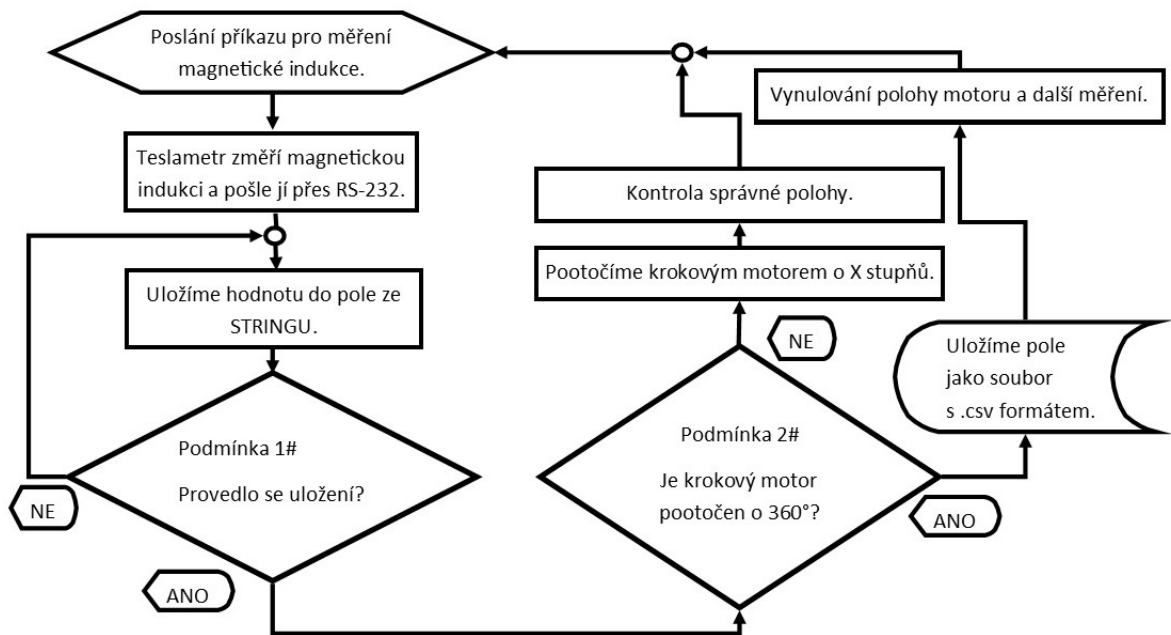 Poslání příkazu pro měření
magnetické indukce.
Teslametr změří magnetickou
indukci a pošle jí přes RS-232.
Uložíme hodnotu do pole ze
STRINGU.
Podmínka 1#
Provedlo se uložení?
NE
ANO
Vynulování polohy motoru a další měření.
Kontrola správné polohy.
Pootočíme krokovým motorem o X stupňů.
NE
Podmínka 2#
Je krokový motor
pootočen o 360°?
ANO
Uložíme pole
jako soubor
s .csv formátem.